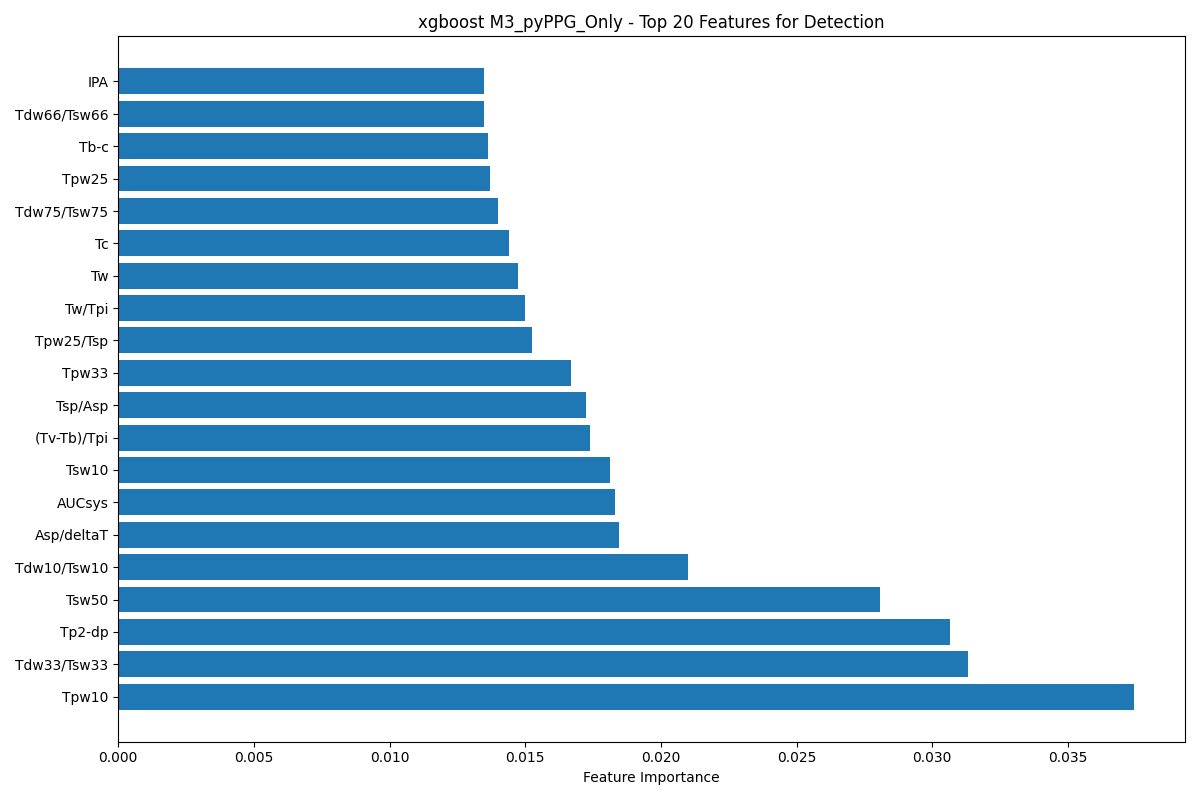 xgboost M3_pyPPG_Only - Top 20 Features for Detection
IPA
Tdw66/Tsw66
Tb-c
Tpw25
Tdw75/Tsw75
Tc
Tw
Tw/Tpi
Tpw25/Tsp
Tpw33
Tsp/Asp
(Tv-Tb)/Tpi
Tsw10
AUCsys
Asp/deltaT
Tdw10/Tsw10
Tsw50
Tp2-dp
Tdw33/Tsw33
Tpw10
0.000 0.005 0.010 0.015 0.020 0.025 0.030 0.035
Feature Importance